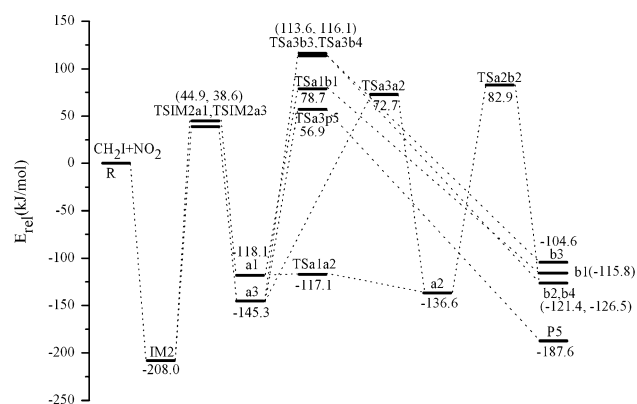 (113.6, 116.1)
TSa3b3,TSa3b4
150
100
50
0
-50
-100
-150
-200
-250
E_rel(kJ/mol)
(44.9, 38.6)
TSIM2a1,TSIM2a3
TSa1b1
78.7
TSa3p5
56.9
TSa3a2
72.7
TSa2b2
82.9
CH2I+NO2
R
-118.1
a1
TSa1a2
-117.1
a3
-145.3
a2
-136.6
IM2
-208.0
-104.6
b3
b1(-115.8)
b2,b4
(-121.4, -126.5)
P5
-187.6